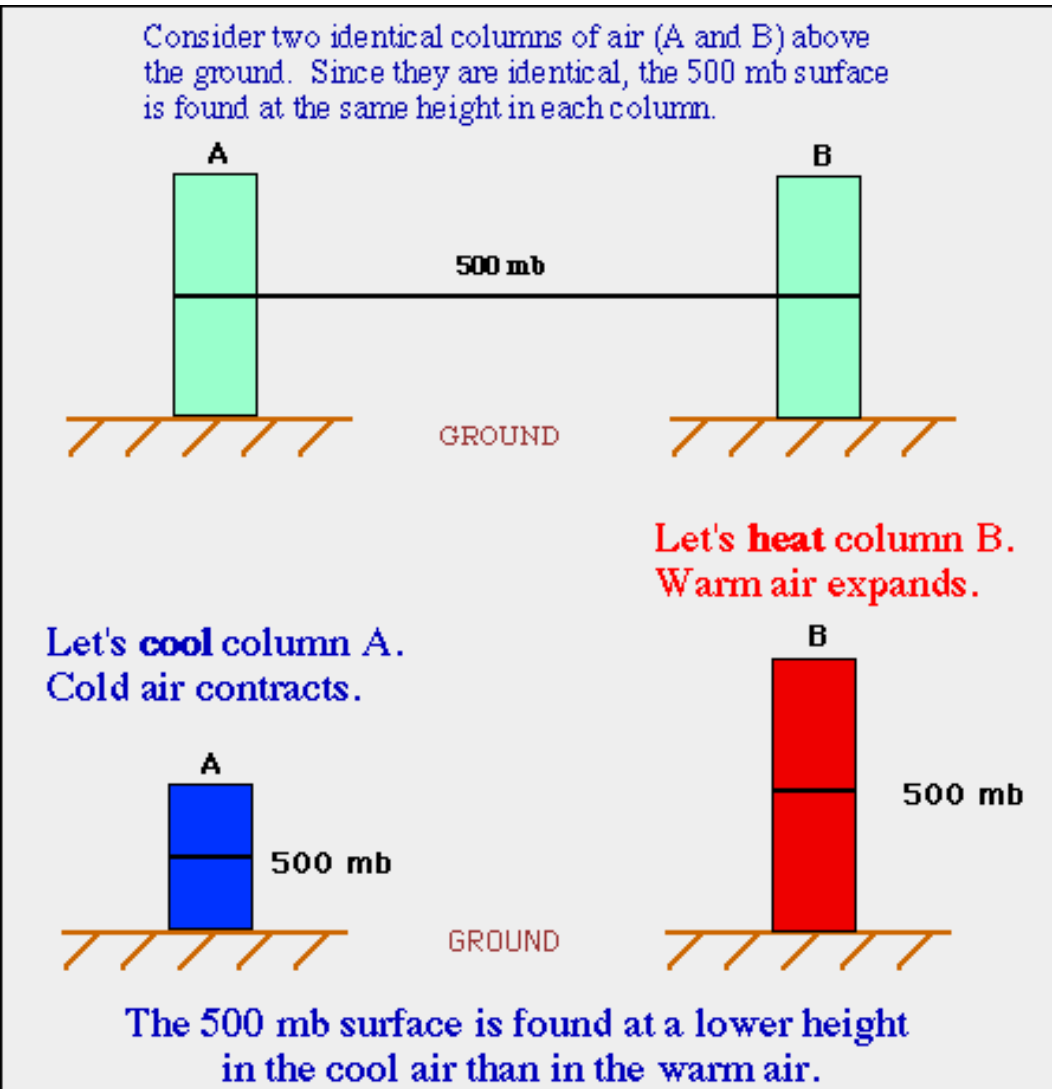 Consider two identical columns of air (A and B) above
the ground. Since they are identical, the 500 mb surface
is found at the same height in each column.
A
B
500 mb
GROUND
Let's heat column B.
Warm air expands.
B
Let's cool column A.
Cold air contracts.
A
500 mb
500 mb
GROUND
The 500 mb surface is found at a lower height
in the cool air than in the warm air.